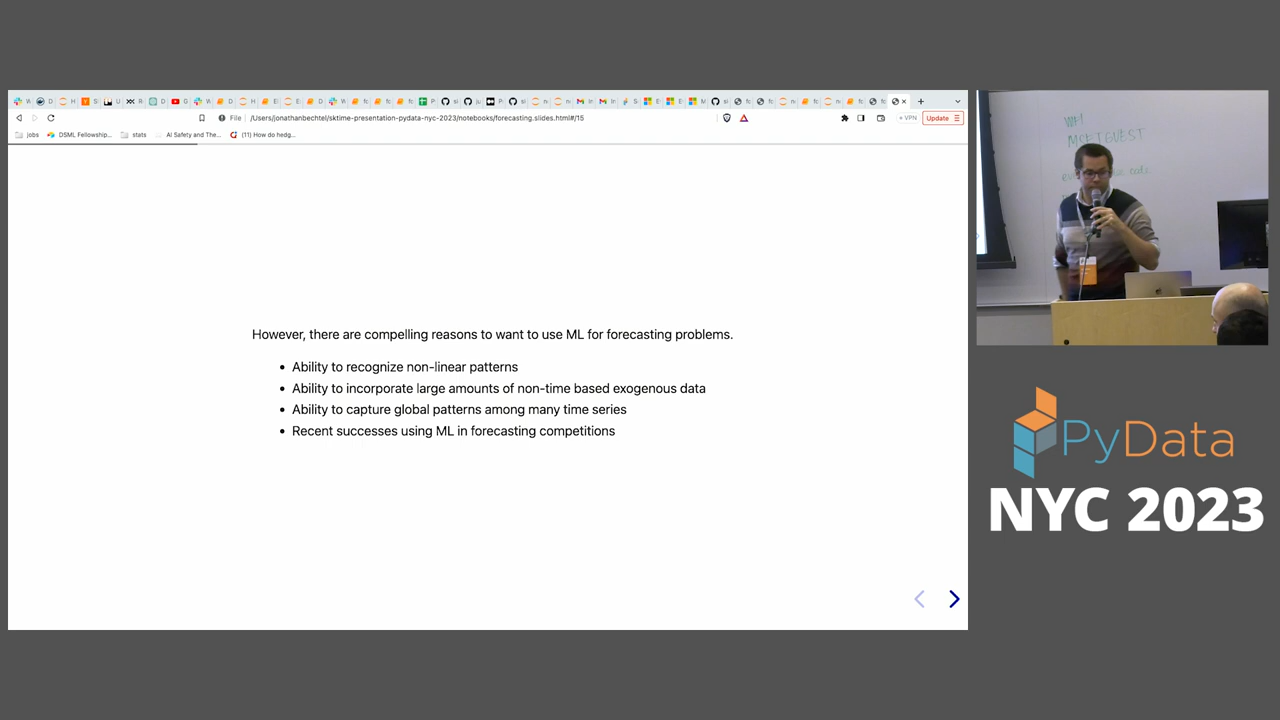 File
/Users/jonathanbechtel/sktime-presentation-pydata-nyc-2023/notebooks/forecasting.slides.html#/15
VPN
Update
jobs
DSML Fellowship...
stats
AI Safety and The...
(11) How do hedg...
However, there are compelling reasons to want to use ML for forecasting problems.
• Ability to recognize non-linear patterns
• Ability to incorporate large amounts of non-time based exogenous data
• Ability to capture global patterns among many time series
• Recent successes using ML in forecasting competitions
PyData
NYC 2023